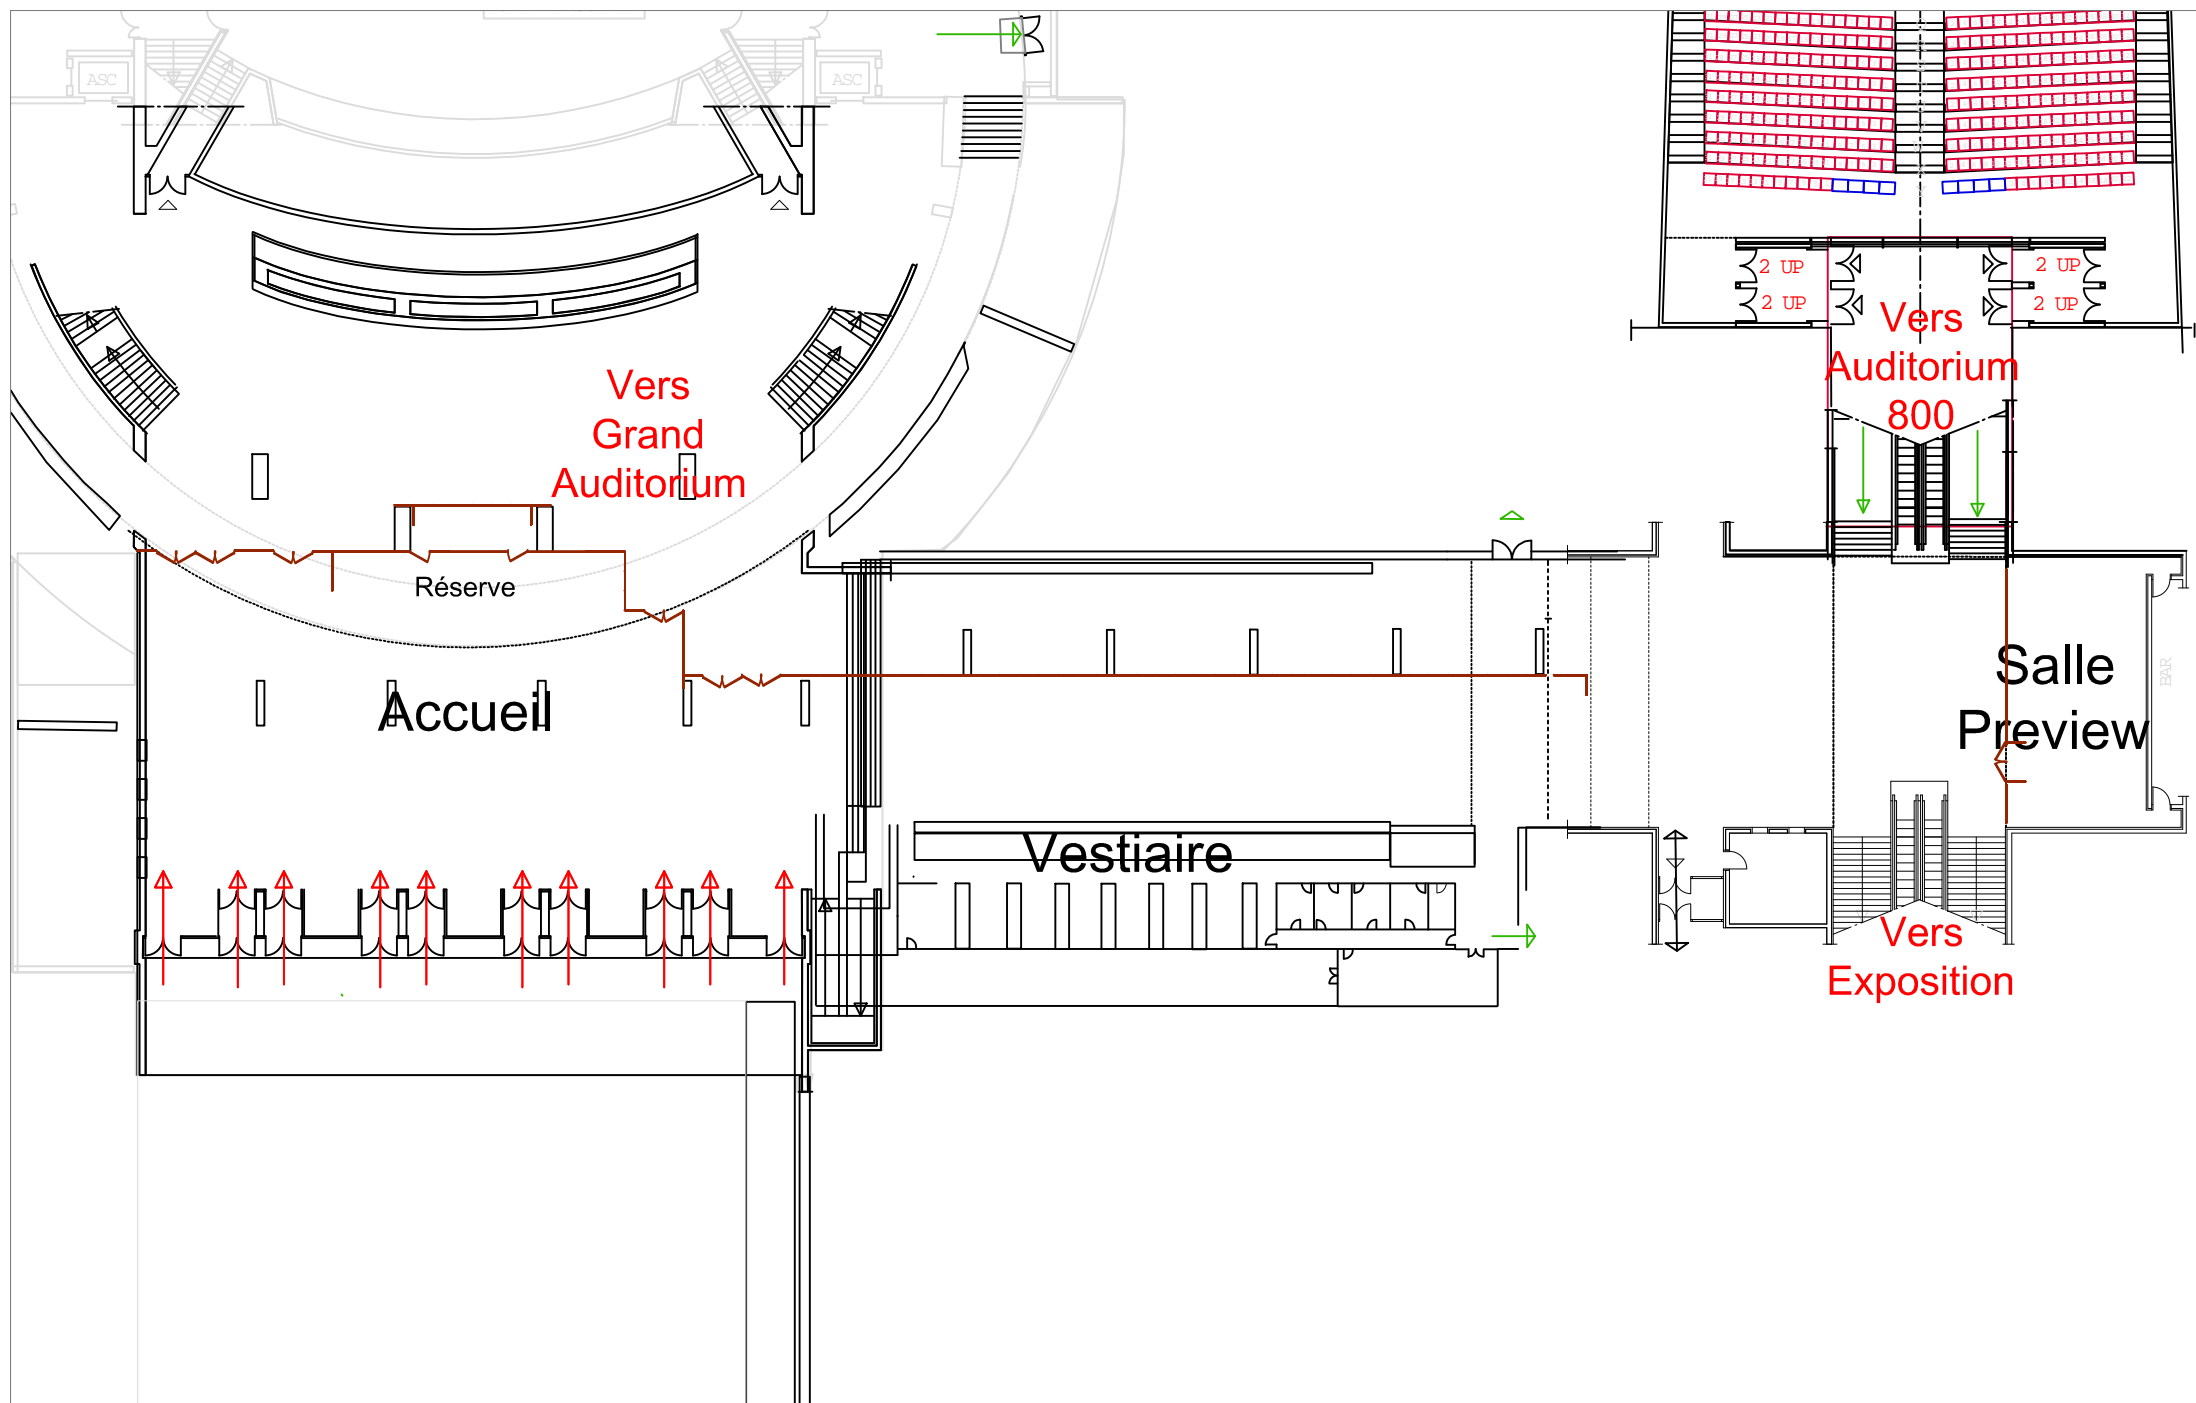 ASC
ASC
2 UP
2 UP
2 UP
2 UP
Vers
Auditorium
800
Vers
Grand
Auditorium
Réserve
Accueil
Salle
Preview
BAR
Vestiaire
Vers
Exposition